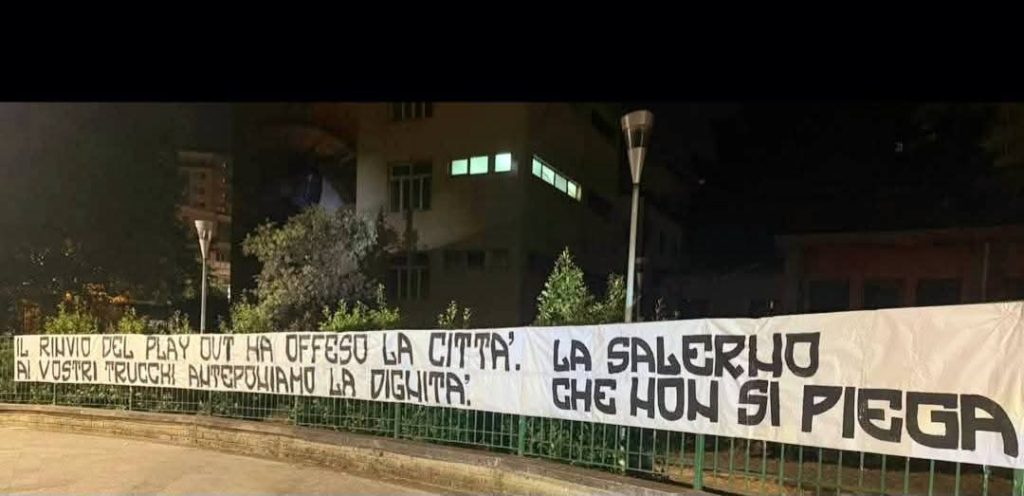 IL RINVIO DEL PLAY OUT HA OFFESO LA CITTA'.
AI VOSTRI TRUCCHI ANTEPONIAMO LA DIGNITA'.
LA SALERNO
CHE NON SI PIEGA